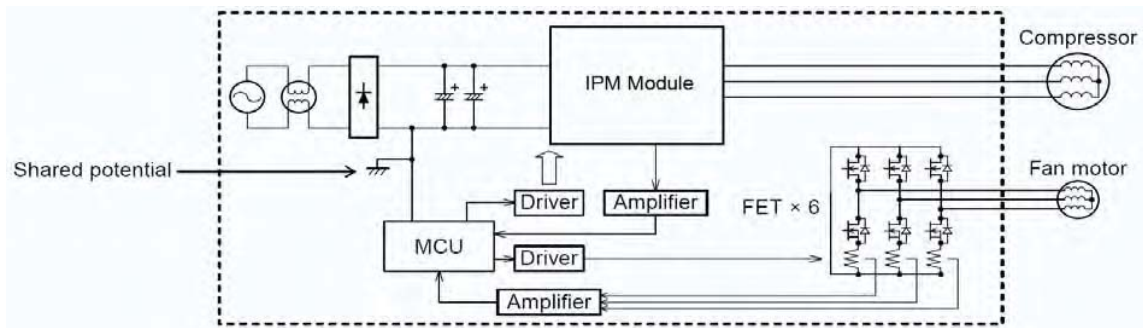 Compressor
IPM Module
Shared potential
Fan motor
Driver
Amplifier
FET × 6
MCU
Driver
Amplifier